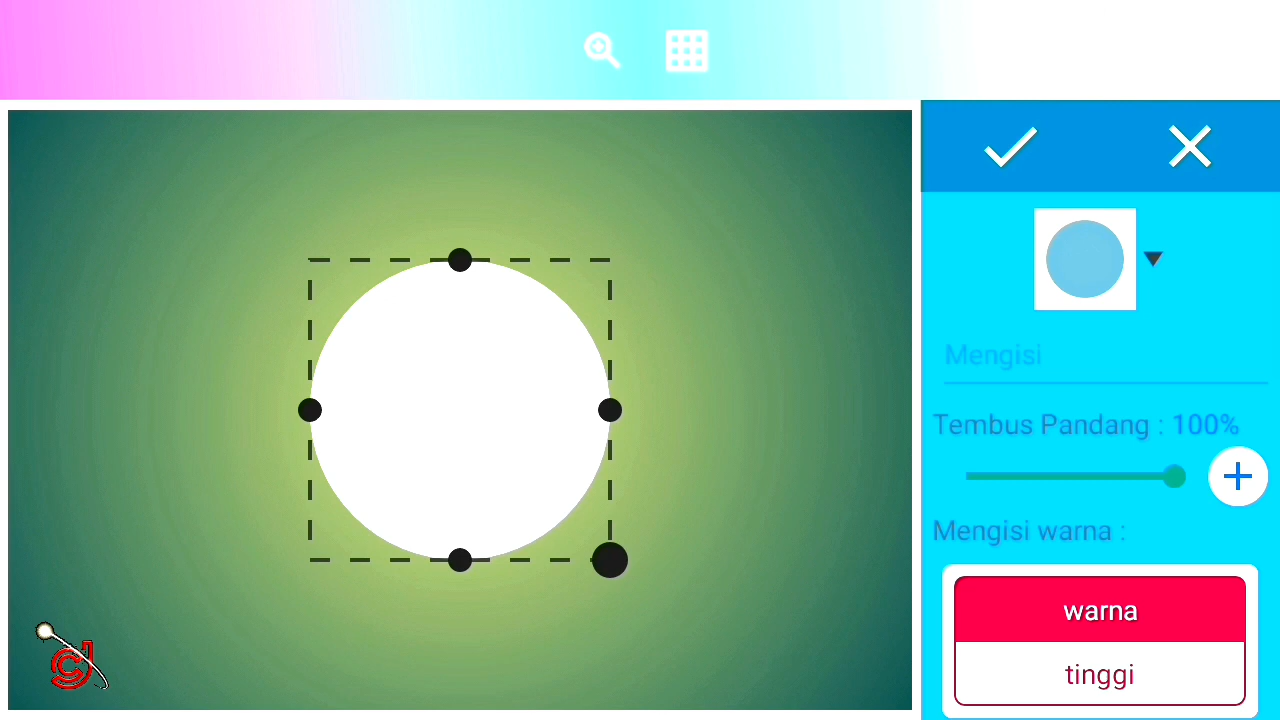 Mengisi
Tembus Pandang : 100%
Mengisi warna :
warna
tinggi